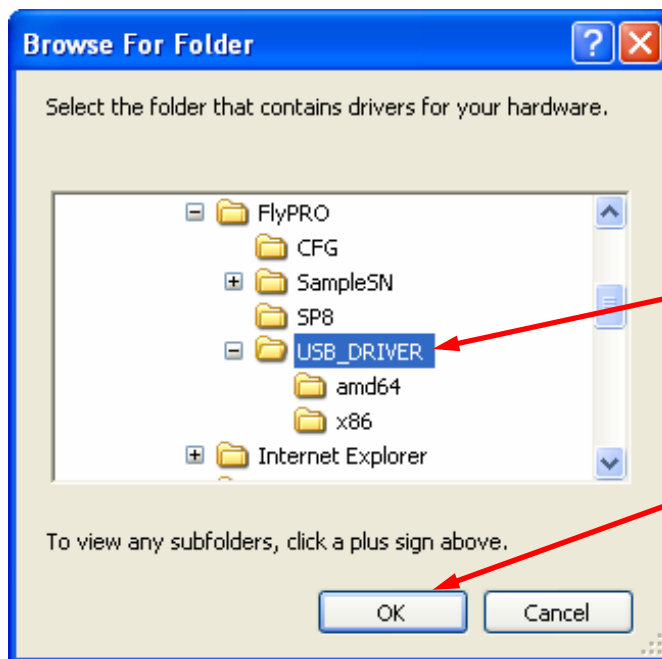 Browse For Folder
Select the folder that contains drivers for your hardware.
FlyPRO
CFG
SampleSN
SP8
USB_DRIVER
amd64
x86
Internet Explorer
To view any subfolders, click a plus sign above.
OK Cancel